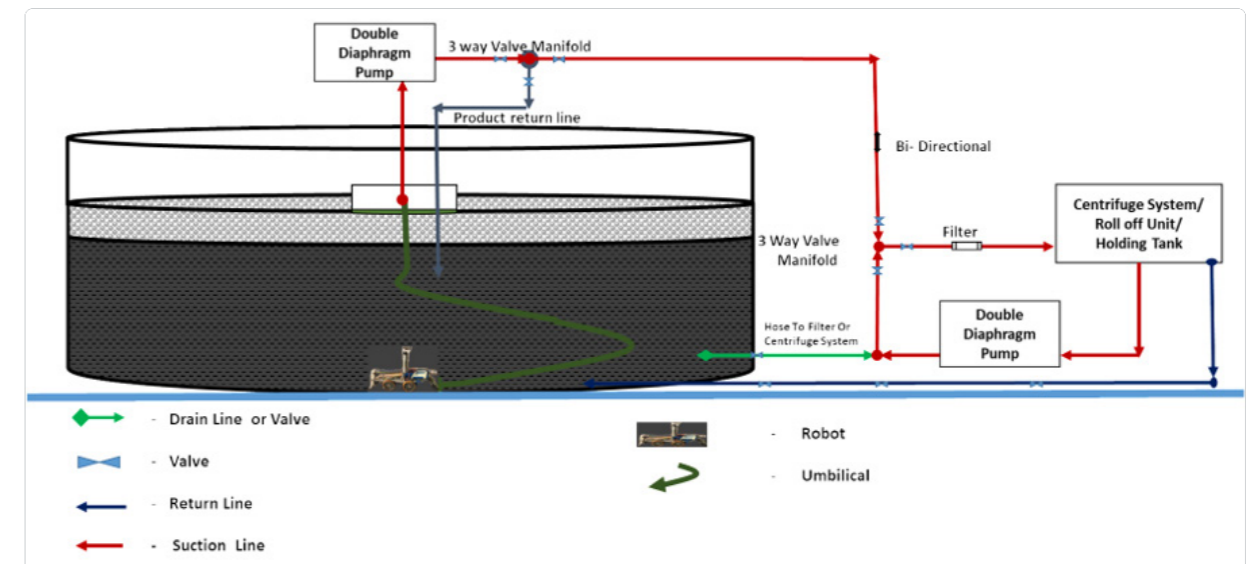 Double
Diaphragm
Pump
3 way Valve Manifold
Product return line
Bi- Directional
Centrifuge System/
Roll off Unit/
Holding Tank
3 Way Valve
Manifold
Filter
Hose To Filter Or
Centrifuge System
Double
Diaphragm
Pump
- Drain Line or Valve
- Valve
- Return Line
- Suction Line
- Robot
- Umbilical